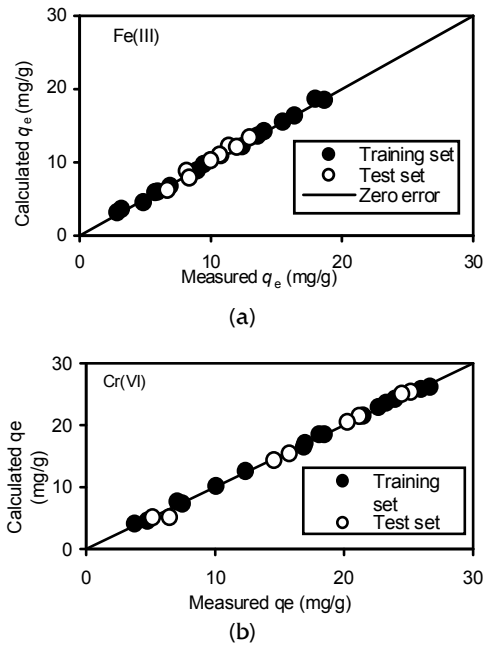 30
Fe(III)
20
10
0
Calculated qe (mg/g)
Training set
Test set
Zero error
0 10 20 30
Measured qe (mg/g)
(a)
30
Cr(VI)
20
10
0
Calculated qe
(mg/g)
Training
set
Test set
0 10 20 30
Measured qe (mg/g)
(b)